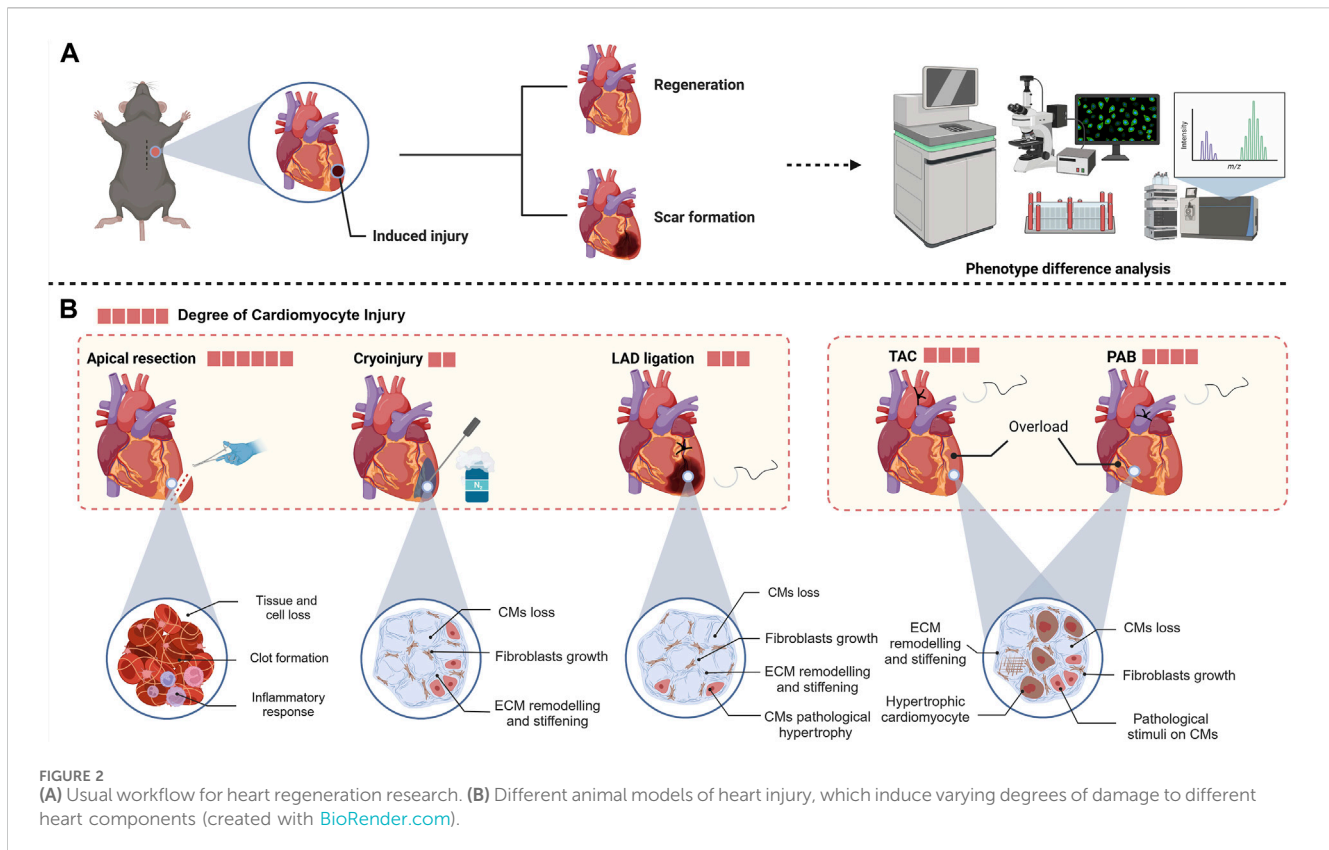 A
Regeneration
Scar formation
Induced injury
Intensity
m/z
Phenotype difference analysis
B
Degree of Cardiomyocyte Injury
Apical resection
Cryoinjury
LAD ligation
TAC
PAB
N₂
Overload
Tissue and
cell loss
Clot formation
Inflammatory
response
CMs loss
Fibroblasts growth
ECM remodelling
and stiffening
CMs loss
Fibroblasts growth
ECM remodelling
and stiffening
CMs pathological
hypertrophy
ECM
remodelling
and stiffening
Hypertrophic
cardiomyocyte
CMs loss
Fibroblasts growth
Pathological
stimuli on CMs
FIGURE 2
(A) Usual workflow for heart regeneration research. (B) Different animal models of heart injury, which induce varying degrees of damage to different
heart components (created with BioRender.com).